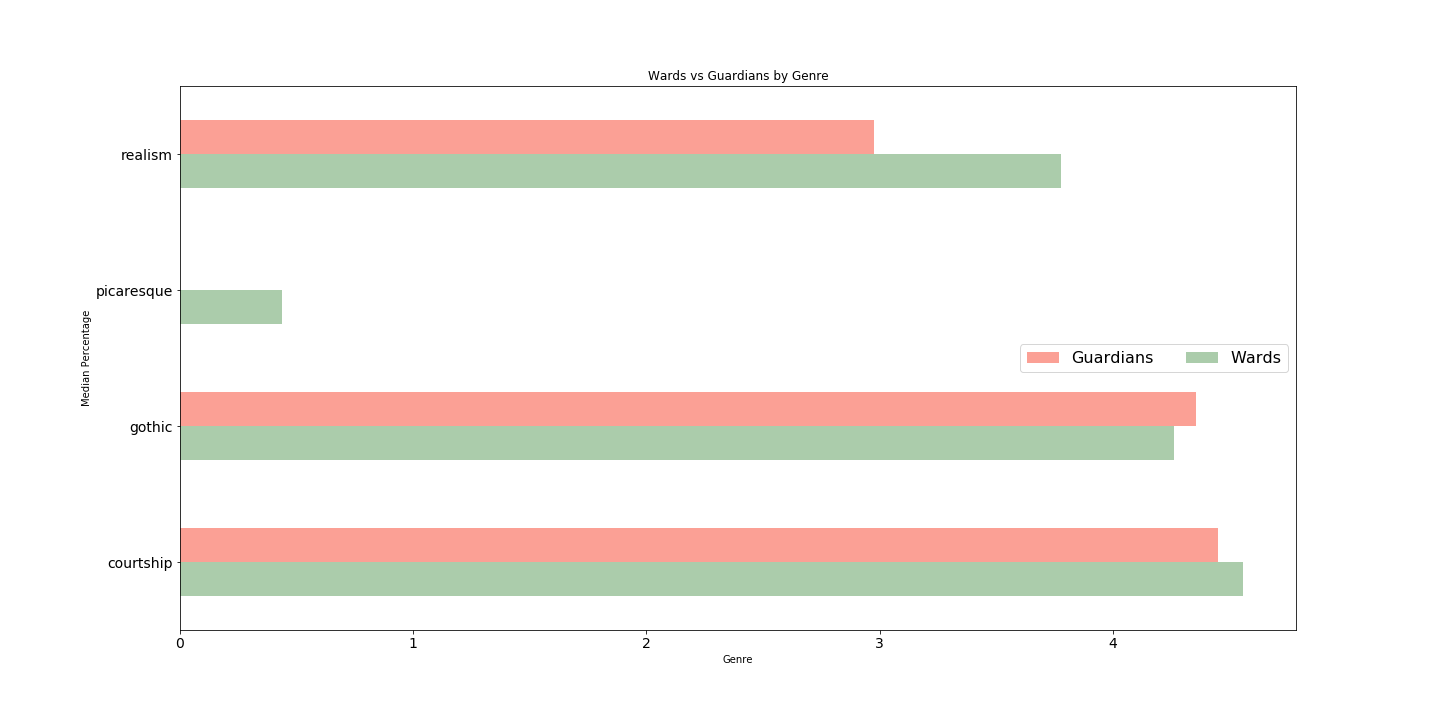 Wards vs Guardians by Genre
realism
picaresque
gothic
courtship
Median Percentage
Guardians Wards
0 1 2 3 4
Genre